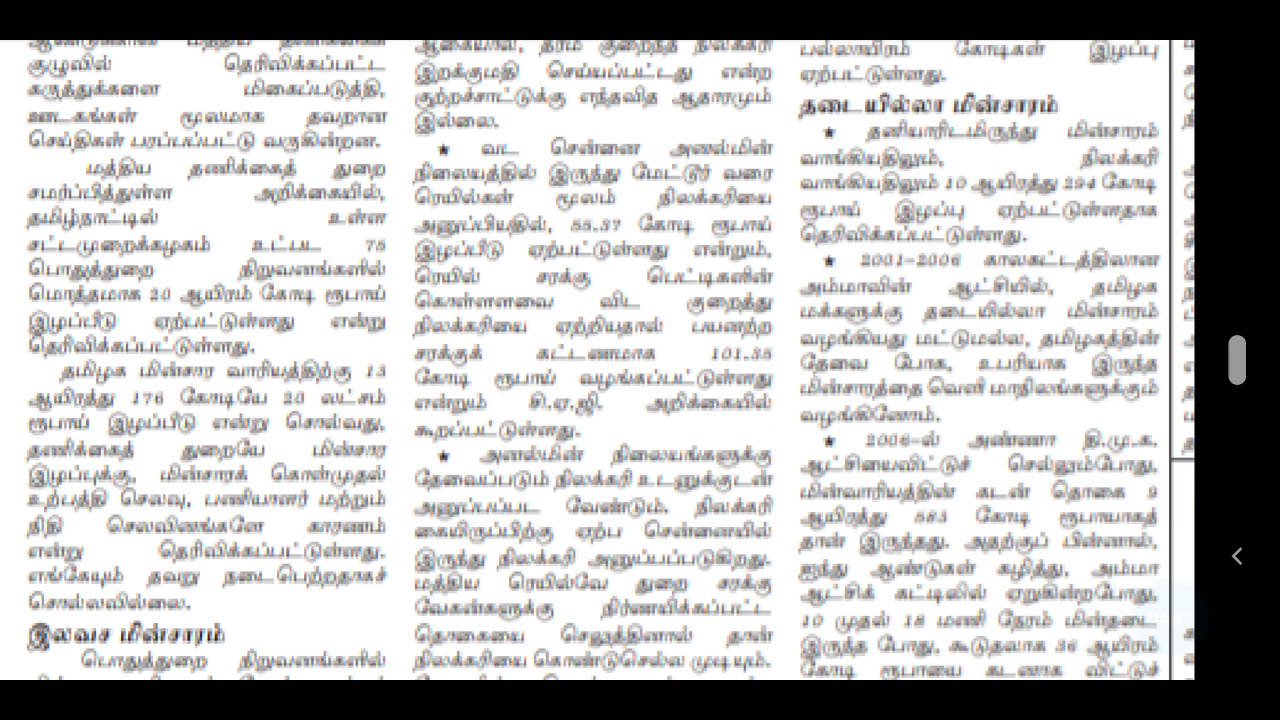 குழுவில் தெரிவிக்கப்பட்ட
கருத்துக்களை மிகைப்படுத்தி,
ஊடகங்கள் மூலமாக தவறான
செய்திகள் பரப்பப்பட்டு வருகின்றன.
மத்திய தணிக்கைத் துறை
சமர்ப்பித்துள்ள அறிக்கையில்,
தமிழ்நாட்டில் உள்ள
சட்டமுறைக்கழகம் உட்பட 75
பொதுத்துறை நிறுவனங்களில்
மொத்தமாக 20 ஆயிரம் கோடி ரூபாய்
இழப்பீடு ஏற்பட்டுள்ளது என்று
தெரிவிக்கப்பட்டுள்ளது.
தமிழக மின்சார வாரியத்திற்கு 13
ஆயிரத்து 176 கோடியே 20 லட்சம்
ரூபாய் இழப்பீடு என்று சொல்வது,
தணிக்கைத் துறையே மின்சார
இழப்புக்கு, மின்சாரக் கொள்முதல்
உற்பத்தி செலவு, பணியாளர் மற்றும்
நிதி செலவினங்களே காரணம்
என்று தெரிவிக்கப்பட்டுள்ளது.
எங்கேயும் தவறு நடைபெற்றதாகச்
சொல்லவில்லை.
இலவச மின்சாரம்
பொதுத்துறை நிறுவனங்களில்
ஆகையால், தரம் குறைந்த நிலக்கரி
இறக்குமதி செய்யப்பட்டது என்ற
குற்றச்சாட்டுக்கு எந்தவித ஆதாரமும்
இல்லை.
★ வட சென்னை அனல்மின்
நிலையத்தில் இருந்து மேட்டூர் வரை
ரெயில்கள் மூலம் நிலக்கரியை
அனுப்பியதில், 55.37 கோடி ரூபாய்
இழப்பீடு ஏற்பட்டுள்ளது என்றும்,
ரெயில் சரக்கு பெட்டிகளின்
கொள்ளளவை விட குறைத்து
நிலக்கரியை ஏற்றியதால் பயனற்ற
சரக்குக் கட்டணமாக 101.35
கோடி ரூபாய் வழங்கப்பட்டுள்ளது
என்றும் சி.ஏ.ஜி. அறிக்கையில்
கூறப்பட்டுள்ளது.
★ அனல்மின் நிலையங்களுக்கு
தேவைப்படும் நிலக்கரி உடனுக்குடன்
அனுப்பப்பட வேண்டும். நிலக்கரி
கையிருப்பிற்கு ஏற்ப சென்னையில்
இருந்து நிலக்கரி அனுப்பப்படுகிறது.
மத்திய ரெயில்வே துறை சரக்கு
வேகன்களுக்கு நிர்ணயிக்கப்பட்ட
தொகையை செலுத்தினால் தான்
நிலக்கரியை கொண்டுசெல்ல முடியும்.
பல்லாயிரம் கோடிகள் இழப்பு
ஏற்பட்டுள்ளது.
தடையில்லா மின்சாரம்
★ தனியாரிடமிருந்து மின்சாரம்
வாங்கியதிலும், நிலக்கரி
வாங்கியதிலும் 10 ஆயிரத்து 294 கோடி
ரூபாய் இழப்பு ஏற்பட்டுள்ளதாக
தெரிவிக்கப்பட்டுள்ளது.
★ 2001-2006 காலகட்டத்திலான
அம்மாவின் ஆட்சியில், தமிழக
மக்களுக்கு தடையில்லா மின்சாரம்
வழங்கியது மட்டுமல்ல, தமிழகத்தின்
தேவை போக, உபரியாக இருந்த
மின்சாரத்தை வெளி மாநிலங்களுக்கும்
வழங்கினோம்.
★ 2006-ல் அண்ணா தி.மு.க.
ஆட்சியைவிட்டுச் செல்லும்போது,
மின்வாரியத்தின் கடன் தொகை 9
ஆயிரத்து 583 கோடி ரூபாயாகத்
தான் இருந்தது. அதற்குப் பின்னால்,
ஐந்து ஆண்டுகள் கழித்து, அம்மா
ஆட்சிக் கட்டிலில் ஏறுகின்றபோது,
10 முதல் 18 மணி நேரம் மின்தடை
இருந்த போது, கூடுதலாக 36 ஆயிரம்
கோடி ரூபாயை கடனாக விட்டுச்